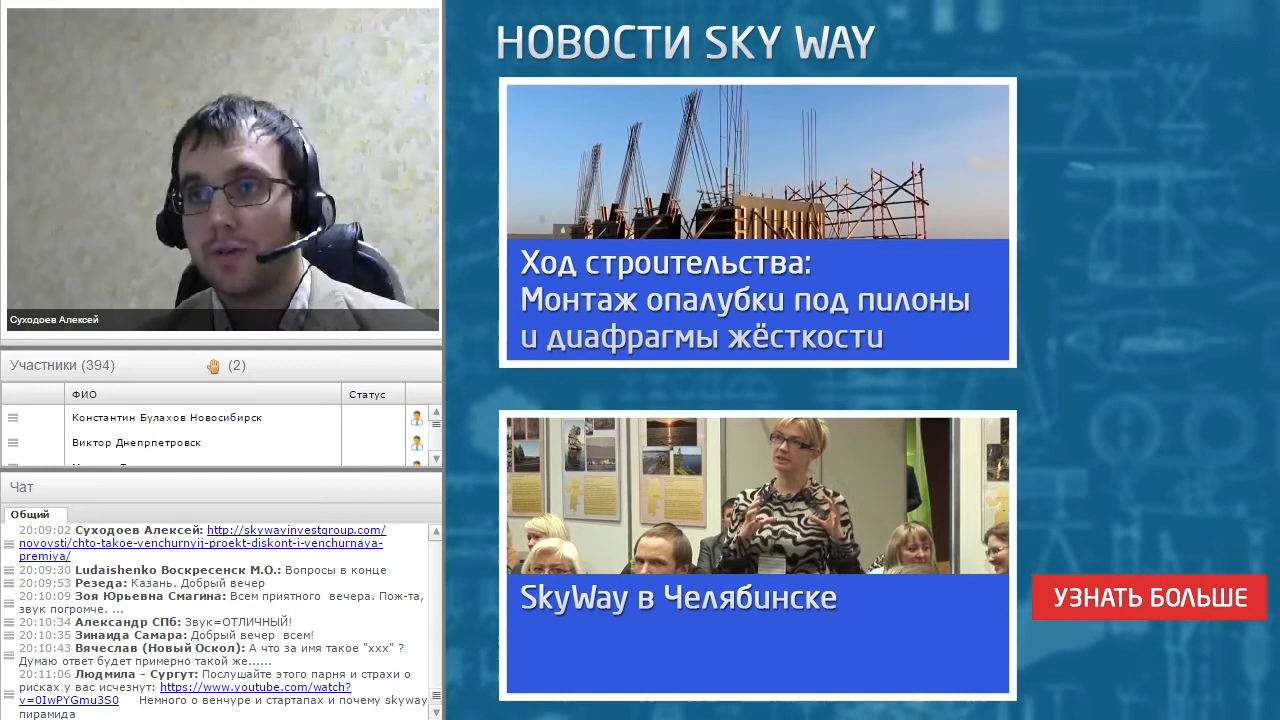 Суходоев Алексей
Участники (394)
(2)
ФИО
Статус
Константин Булахов Новосибирск
Виктор Днепрпетровск
Чат
Общий
20:09:02 Суходоев Алексей: http://skywayinvestgroup.com/
novovsti/chto-takoe-venchurnyij-proekt-diskont-i-venchurnaya-
premiya/
20:09:30 Ludaishenko Воскресенск М.О.: Вопросы в конце
20:09:53 Резеда: Казань. Добрый вечер
20:10:09 Зоя Юрьевна Смагина: Всем приятного вечера. Пож-та,
звук погромче. ...
20:10:34 Александр СПб: Звук=ОТЛИЧНЫЙ!
20:10:35 Зинаида Самара: Добрый вечер всем!
20:10:43 Вячеслав (Новый Оскол): А что за имя такое "ххх" ?
Думаю ответ будет примерно такой же......
20:11:06 Людмила - Сургут: Послушайте этого парня и страхи о
рисках у вас исчезнут: https://www.youtube.com/watch?
v=0IwPYGmu3S0 Немного о венчуре и стартапах и почему skyway
пирамида
НОВОСТИ SKY WAY
Ход строительства:
Монтаж опалубки под пилоны
и диафрагмы жёсткости
SkyWay в Челябинске
УЗНАТЬ БОЛЬШЕ